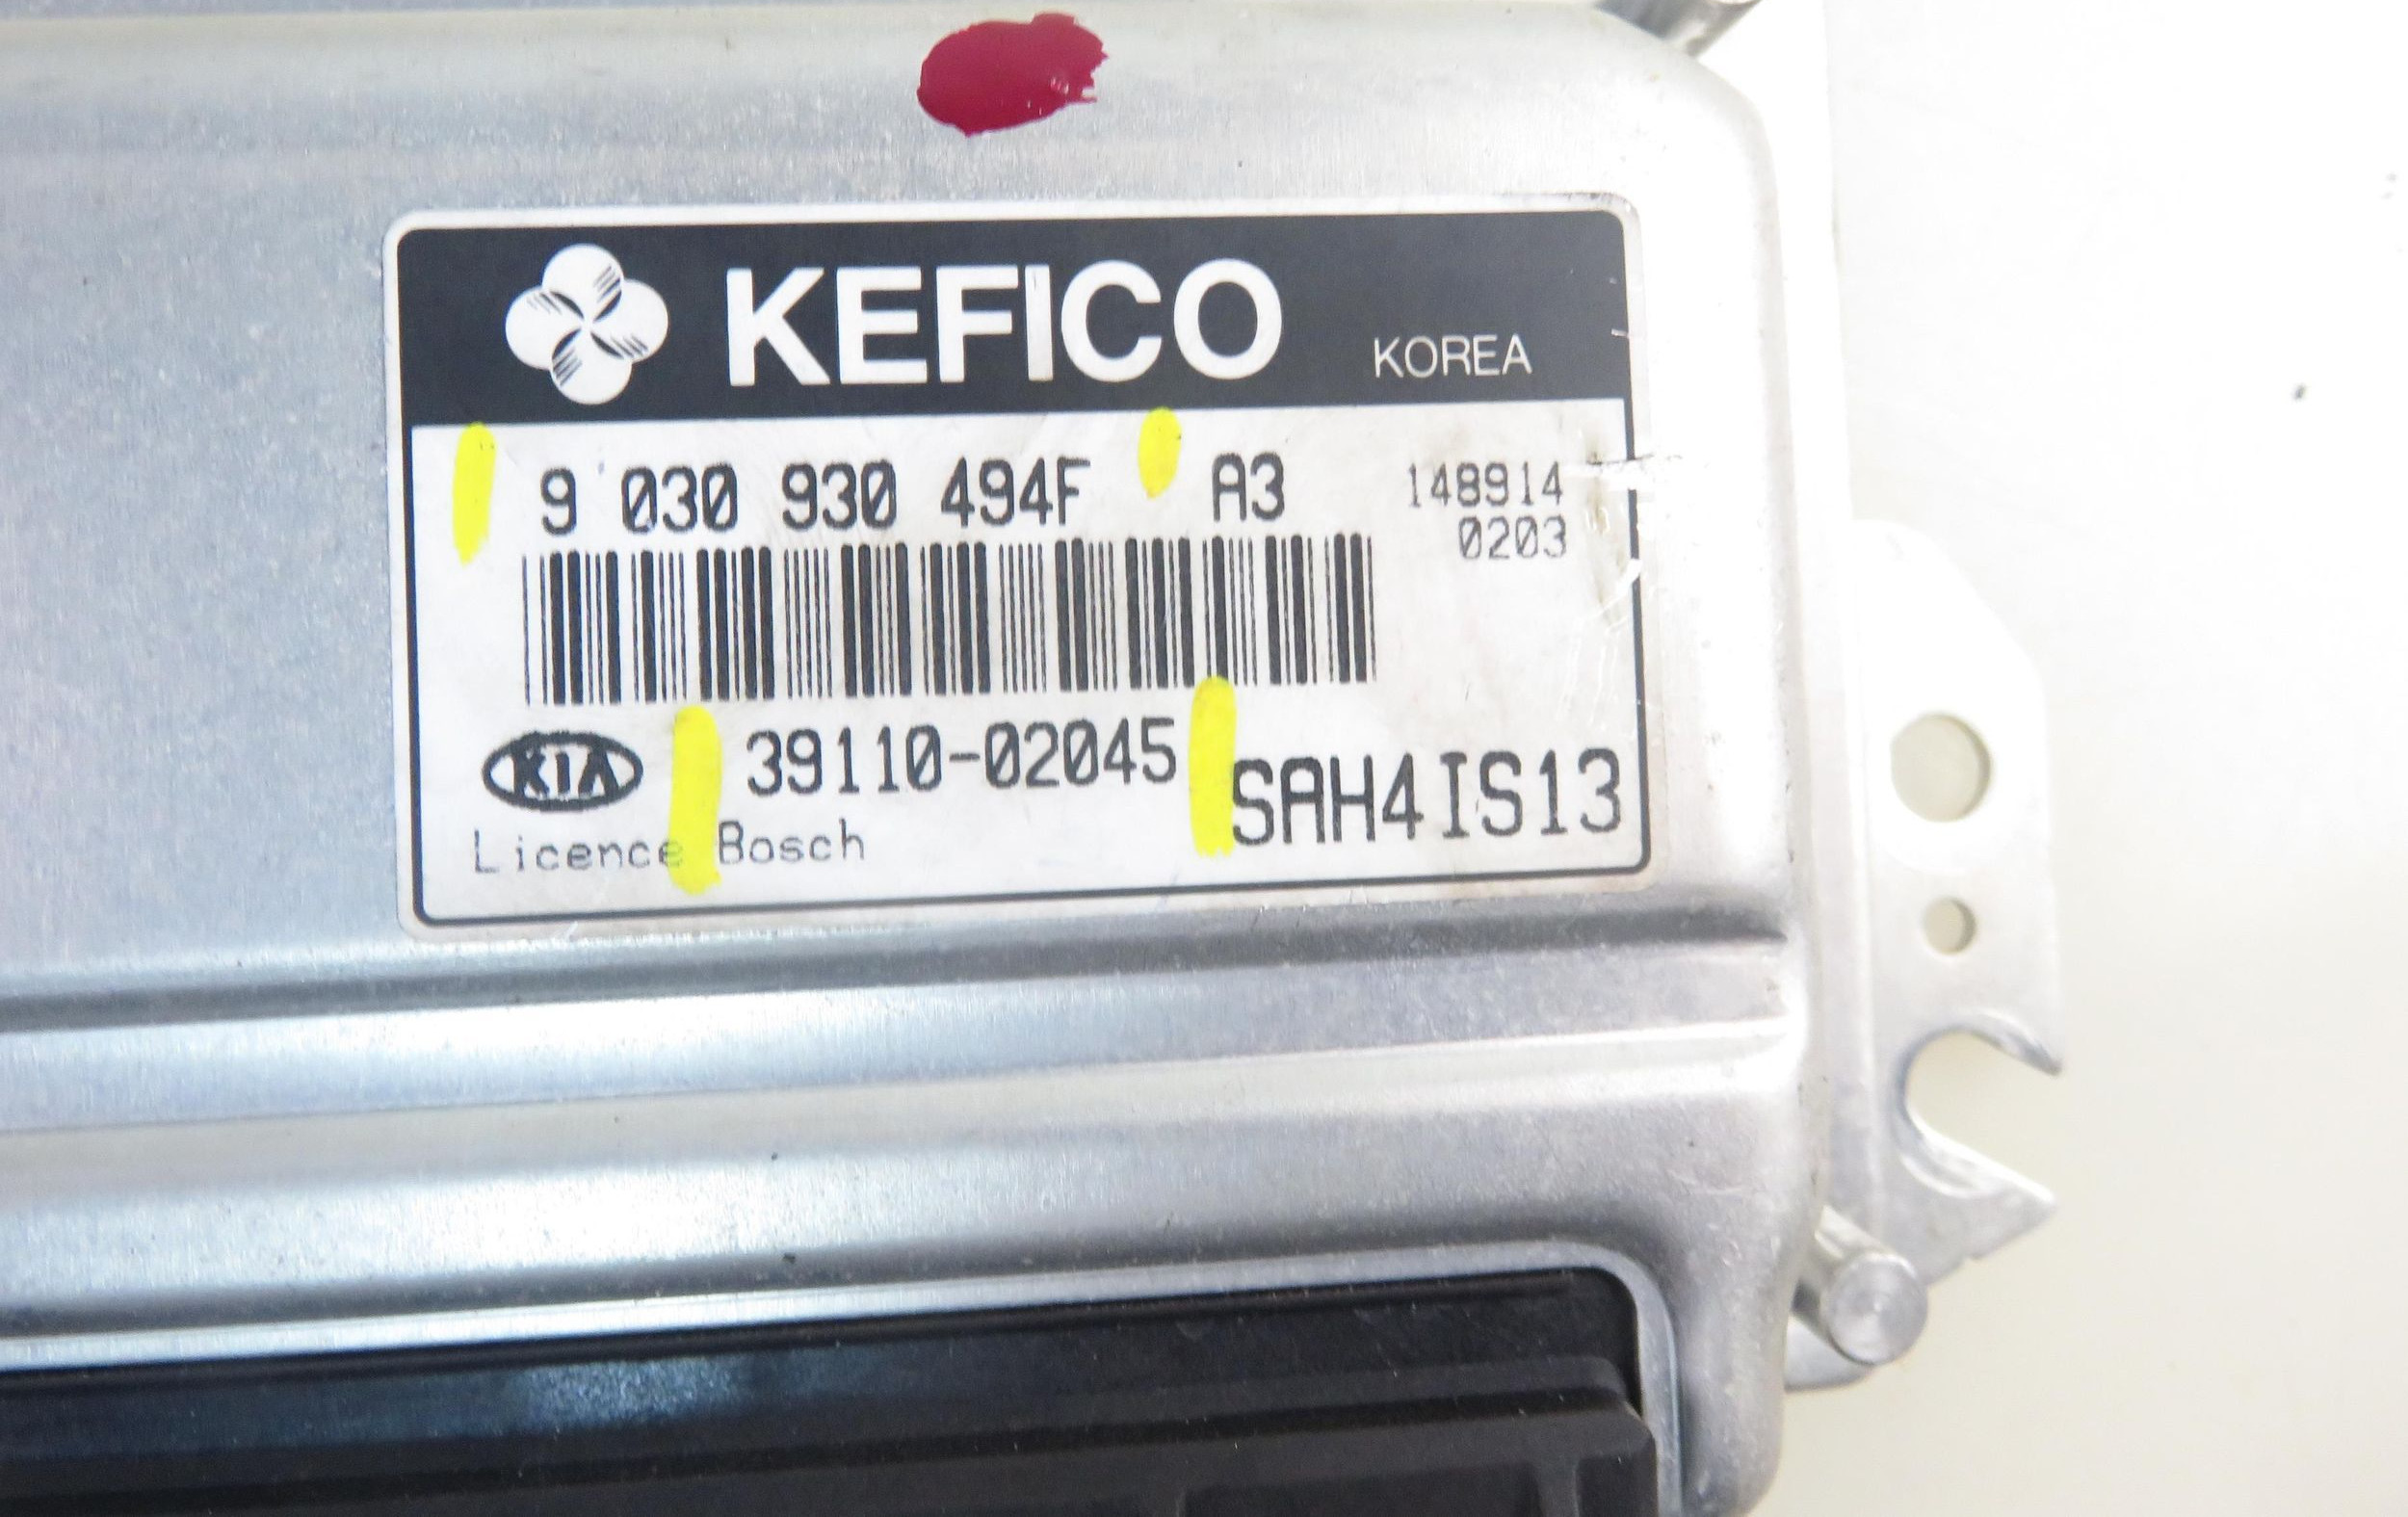 KEFICO KOREA
9 030 930 494F A3 148914
0203
KIA 39110-02045 SAH4IS13
Licence Bosch